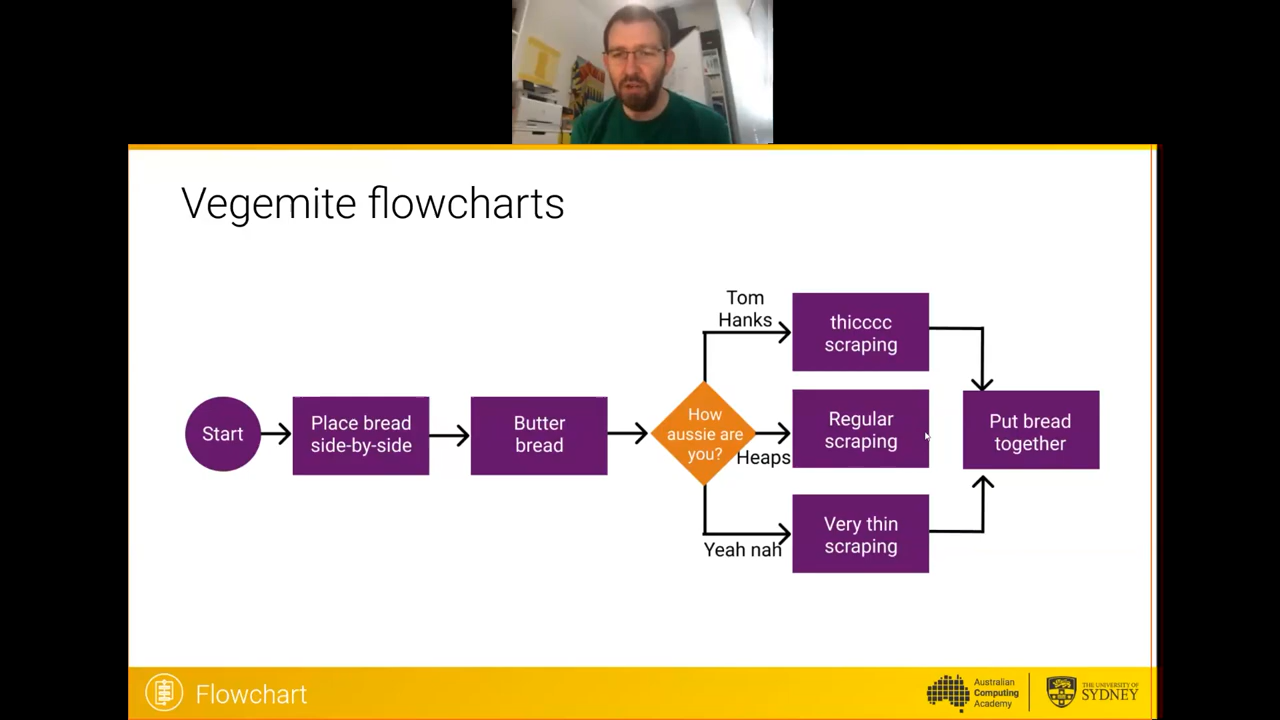 Vegemite flowcharts
Start
Place bread
side-by-side
Butter
bread
How
aussie are
you?
Tom
Hanks
thicccc
scraping
Heaps
Regular
scraping
Yeah nah
Very thin
scraping
Put bread
together
Flowchart
Australian
Computing
Academy
THE UNIVERSITY OF
SYDNEY